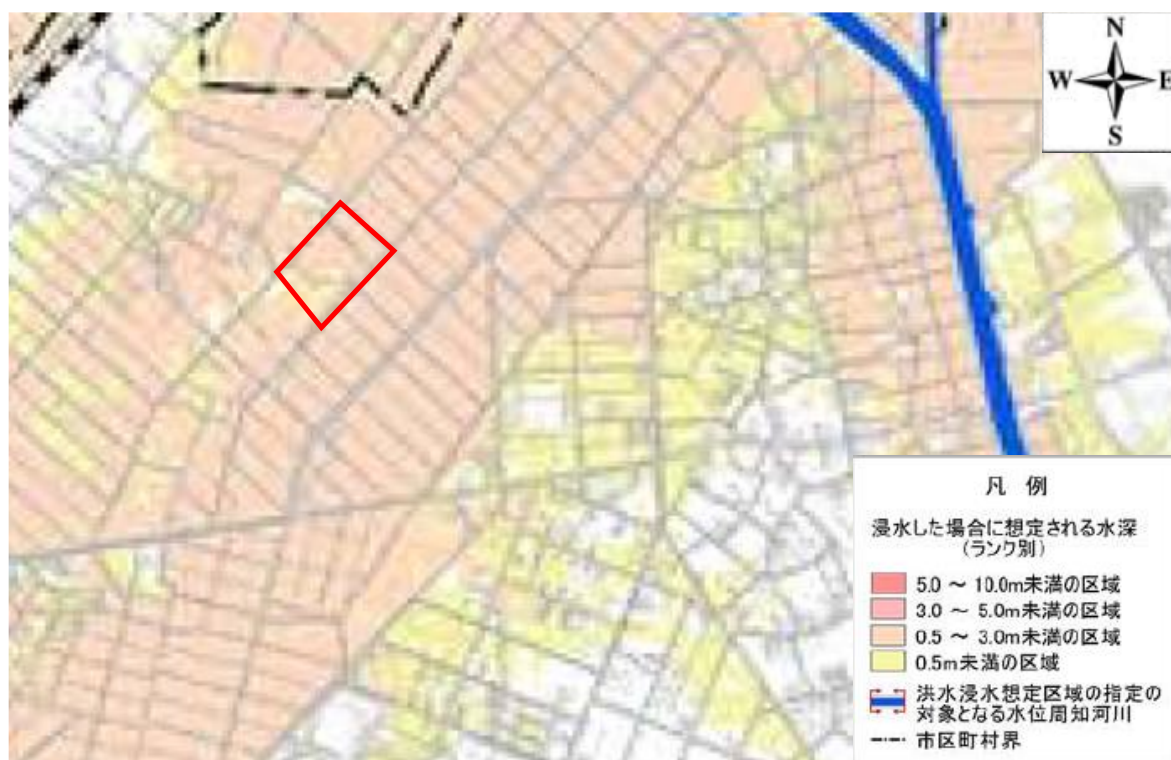 N
W E
S
凡 例
浸水した場合に想定される水深
(ランク別)
5.0 ～ 10.0m未満の区域
3.0 ～ 5.0m未満の区域
0.5 ～ 3.0m未満の区域
0.5m未満の区域
洪水浸水想定区域の指定の
対象となる水位周知河川
市区町村界